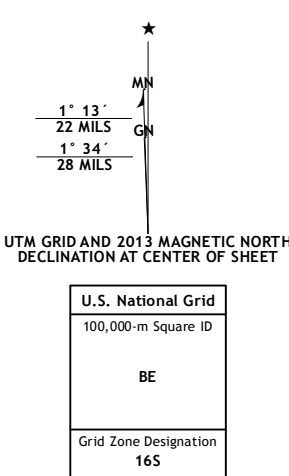 ★
MN
1° 13´
22 MILS
GN
1° 34´
28 MILS
UTM GRID AND 2013 MAGNETIC NORTH
DECLINATION AT CENTER OF SHEET
U.S. National Grid
100,000-m Square ID
BE
Grid Zone Designation
16S